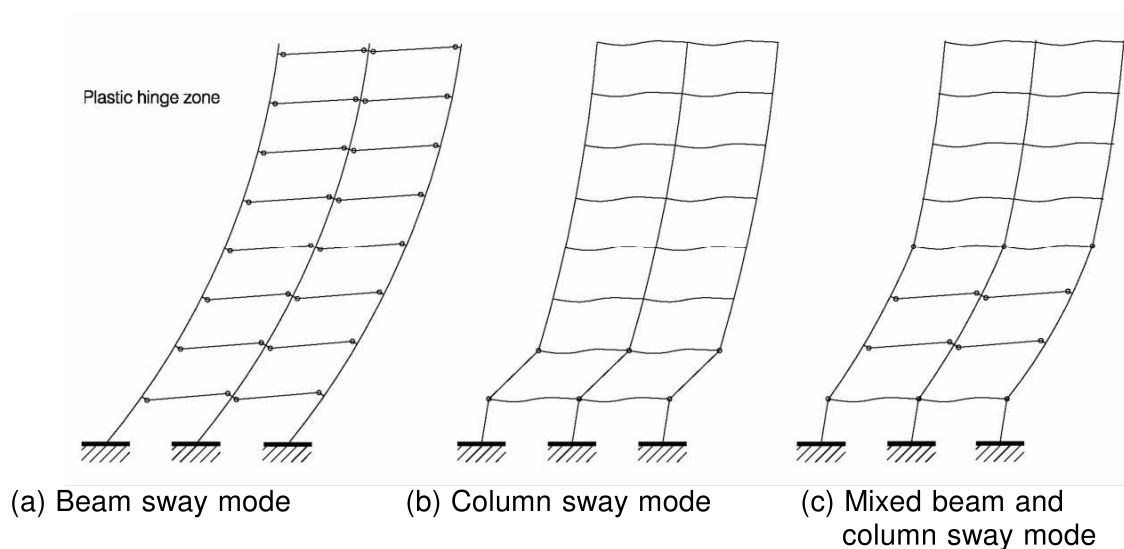 Plastic hinge zone
(a) Beam sway mode
(b) Column sway mode
(c) Mixed beam and
column sway mode